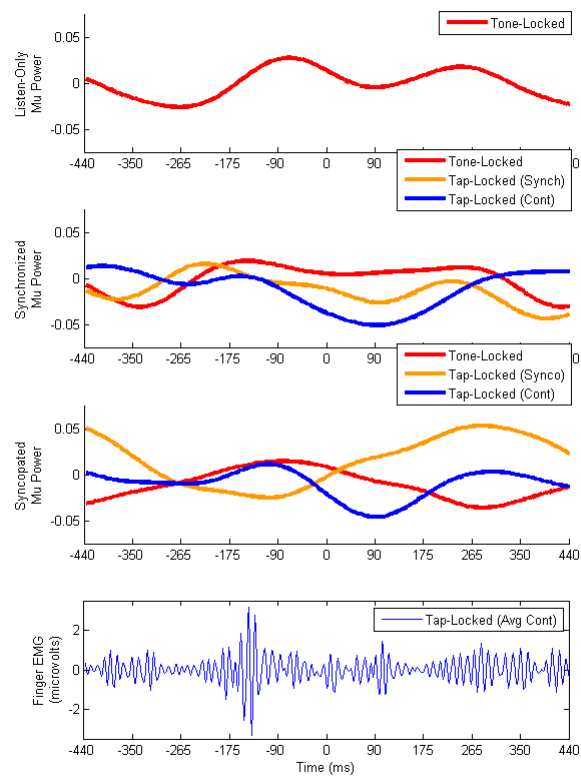 Tone-Locked
0.05
0
-0.05
Listen-Only
Mu Power
-440 -350 -265 -175 -90 0 90 175 265 350 440
Tone-Locked
Tap-Locked (Synch)
Tap-Locked (Cont)
0.05
0
-0.05
Synchronized
Mu Power
-440 -350 -265 -175 -90 0 90 175 265 350 440
Tone-Locked
Tap-Locked (Synco)
Tap-Locked (Cont)
0.05
0
-0.05
Syncopated
Mu Power
-440 -350 -265 -175 -90 0 90 175 265 350 440
Tap-Locked (Avg Cont)
2
0
-2
Finger EMG
(microvolts)
-440 -350 -265 -175 -90 0 90 175 265 350 440
Time (ms)